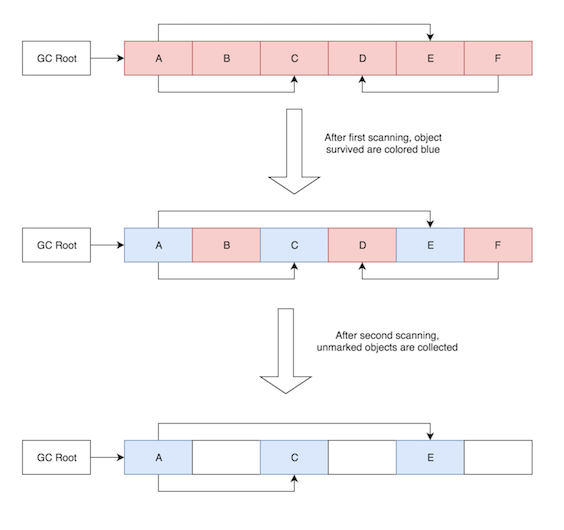 GC Root A B C D E F
After first scanning, object
survived are colored blue
GC Root A B C D E F
After second scanning,
unmarked objects are collected
GC Root A C E